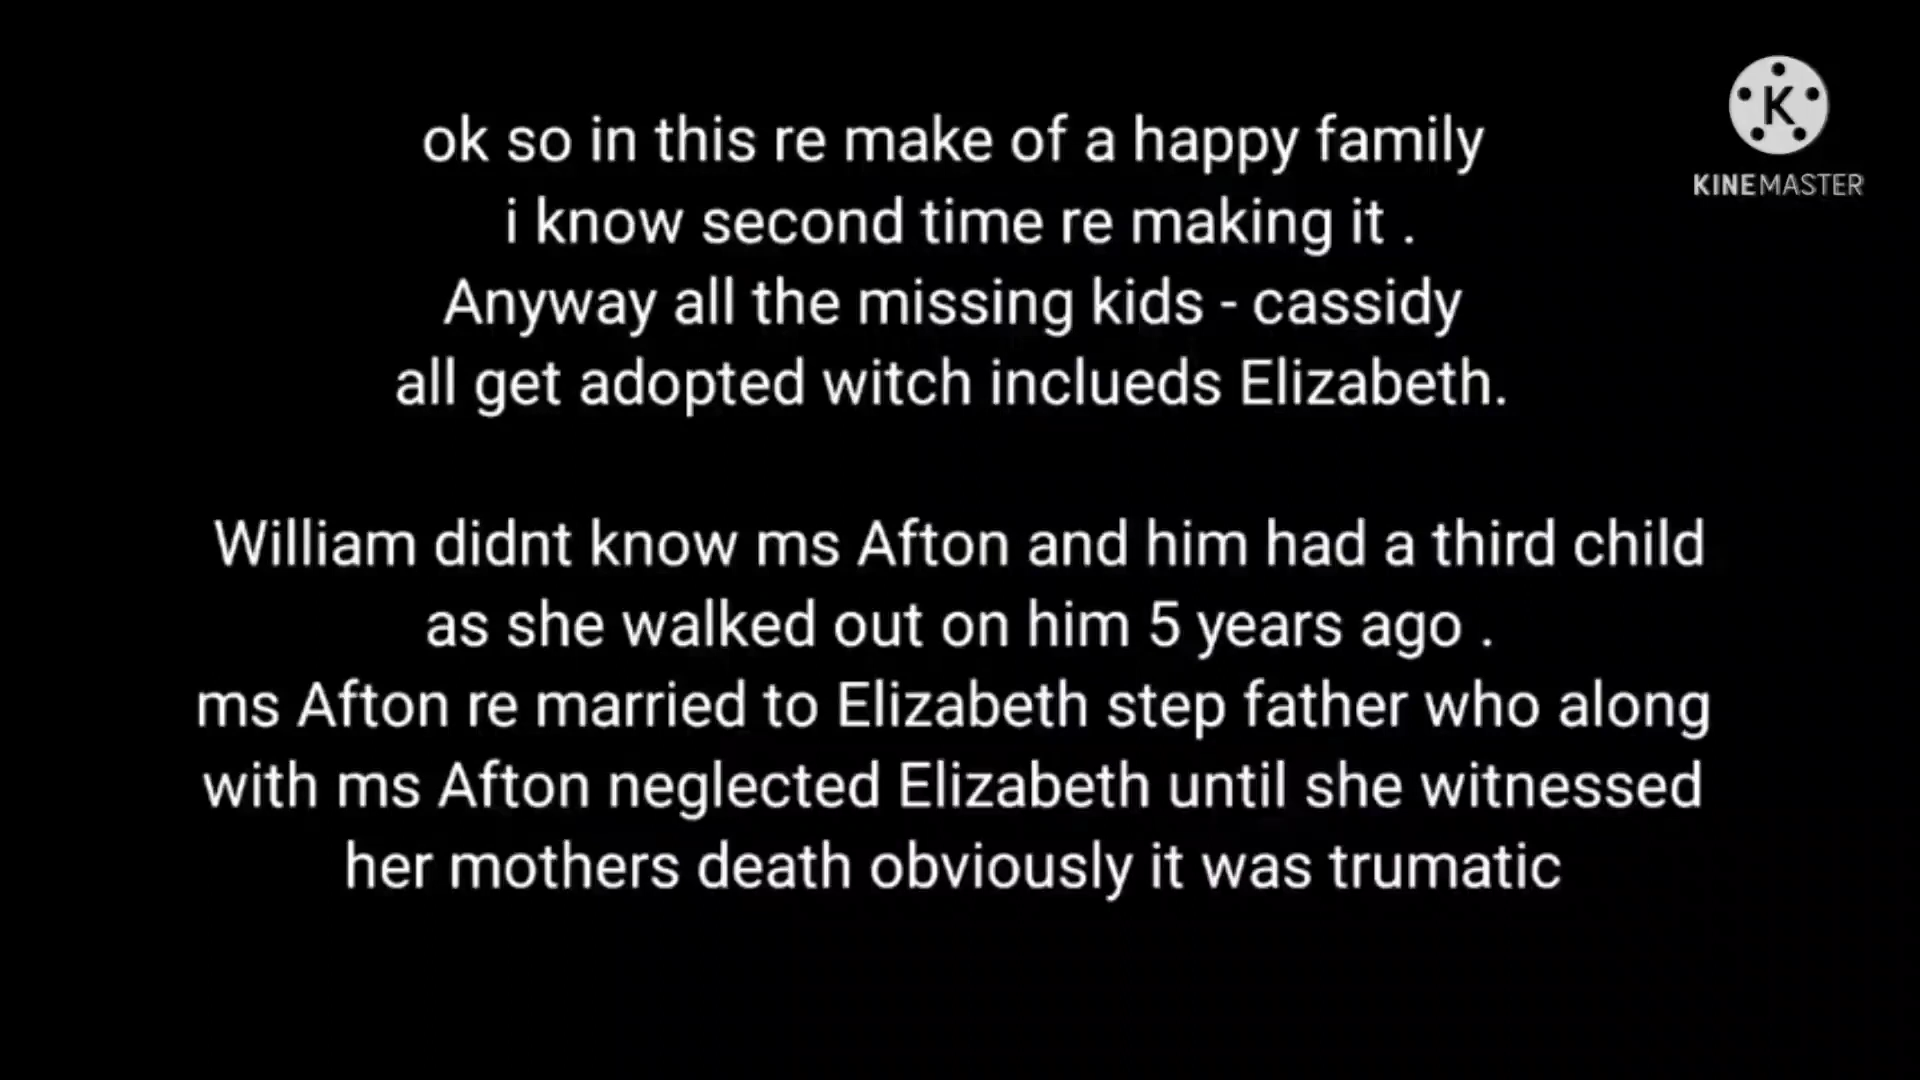 ok so in this re make of a happy family
i know second time re making it .
Anyway all the missing kids - cassidy
all get adopted witch inclueds Elizabeth.
William didnt know ms Afton and him had a third child
as she walked out on him 5 years ago .
ms Afton re married to Elizabeth step father who along
with ms Afton neglected Elizabeth until she witnessed
her mothers death obviously it was trumatic
K
KINEMASTER